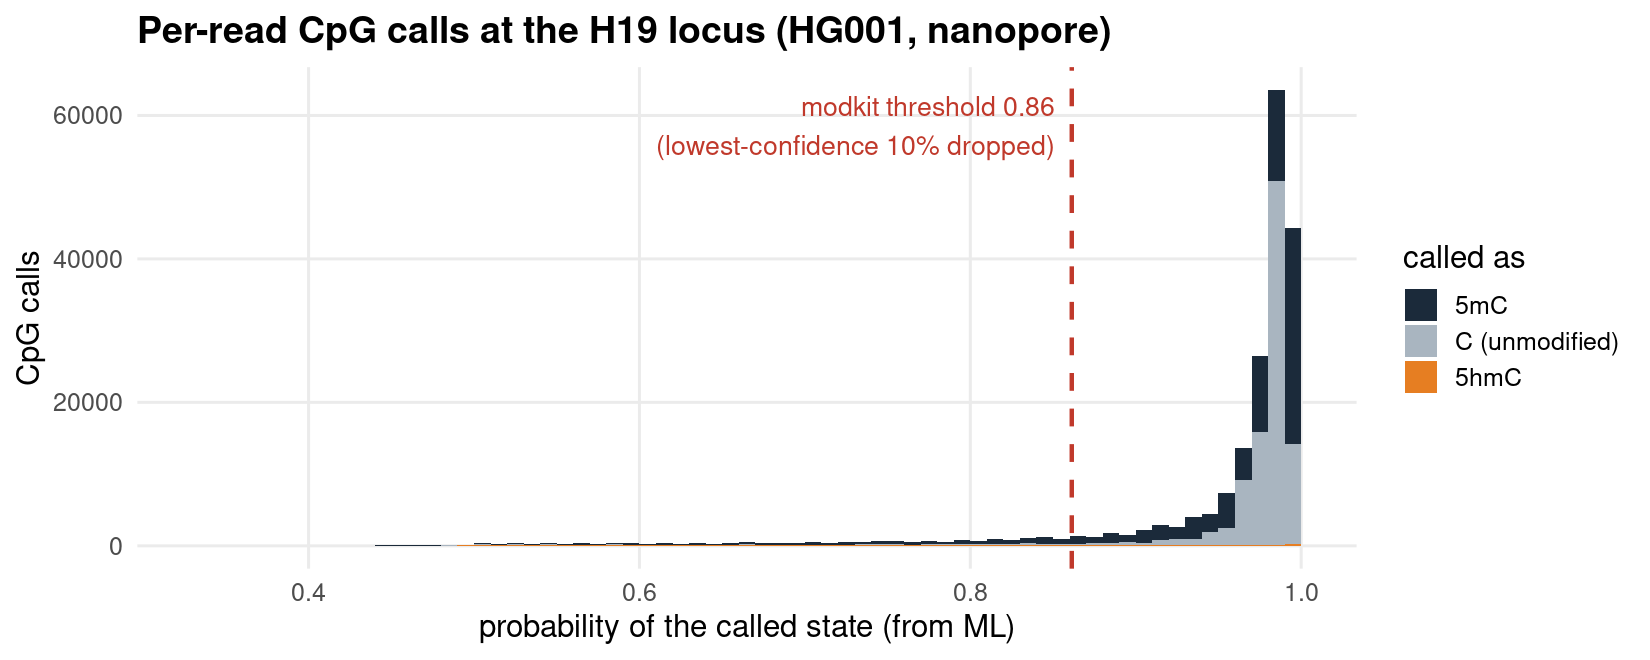 Per-read CpG calls at the H19 locus (HG001, nanopore)
modkit threshold 0.86
(lowest-confidence 10% dropped)
60000
40000
20000
0
CpG calls
0.4 0.6 0.8 1.0
probability of the called state (from ML)
called as
5mC
C (unmodified)
5hmC